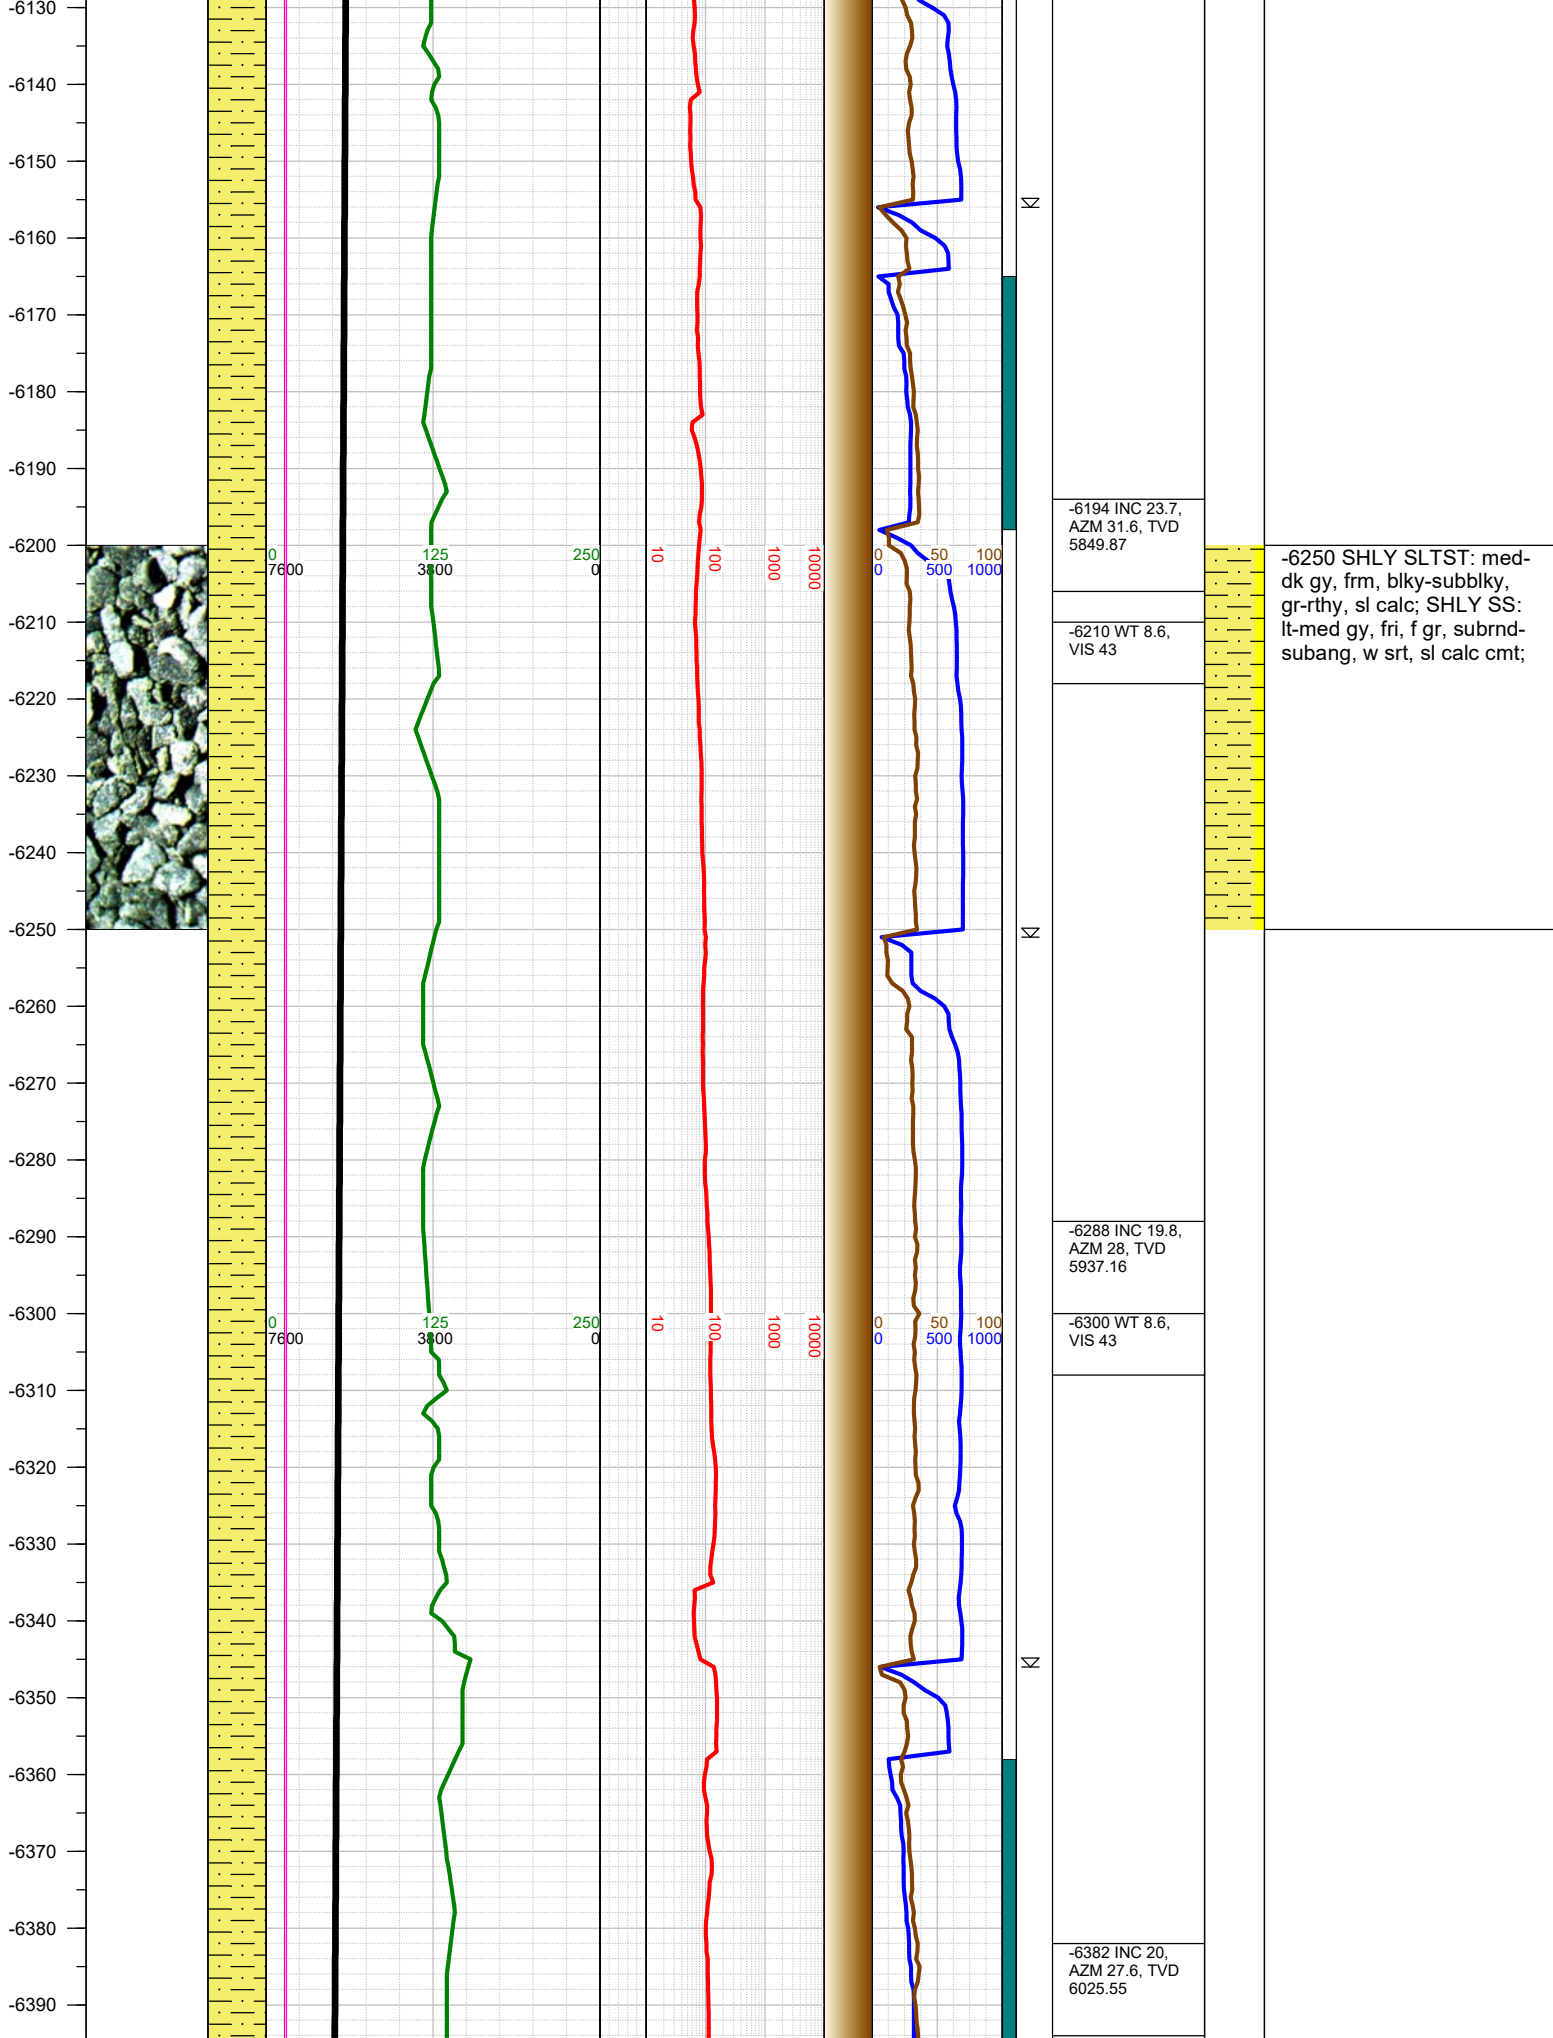 -6130
-6140
-6150
-6160
-6170
-6180
-6190
-6194 INC 23.7,
AZM 31.6, TVD
5849.87
-6200
0 125 250
7600 3800 0
10 100 1000 10000
0 50 100
0 500 1000
-6250 SHLY SLTST: med-
dk gy, frm, blky-subblky,
gr-rthy, sl calc; SHLY SS:
lt-med gy, fri, f gr, subrnd-
subang, w srt, sl calc cmt;
-6210
-6210 WT 8.6,
VIS 43
-6220
-6230
-6240
-6250
-6260
-6270
-6280
-6288 INC 19.8,
AZM 28, TVD
5937.16
-6290
-6300
0 125 250
7600 3800 0
10 100 1000 10000
0 50 100
0 500 1000
-6300 WT 8.6,
VIS 43
-6310
-6320
-6330
-6340
-6350
-6360
-6370
-6380
-6382 INC 20,
AZM 27.6, TVD
6025.55
-6390